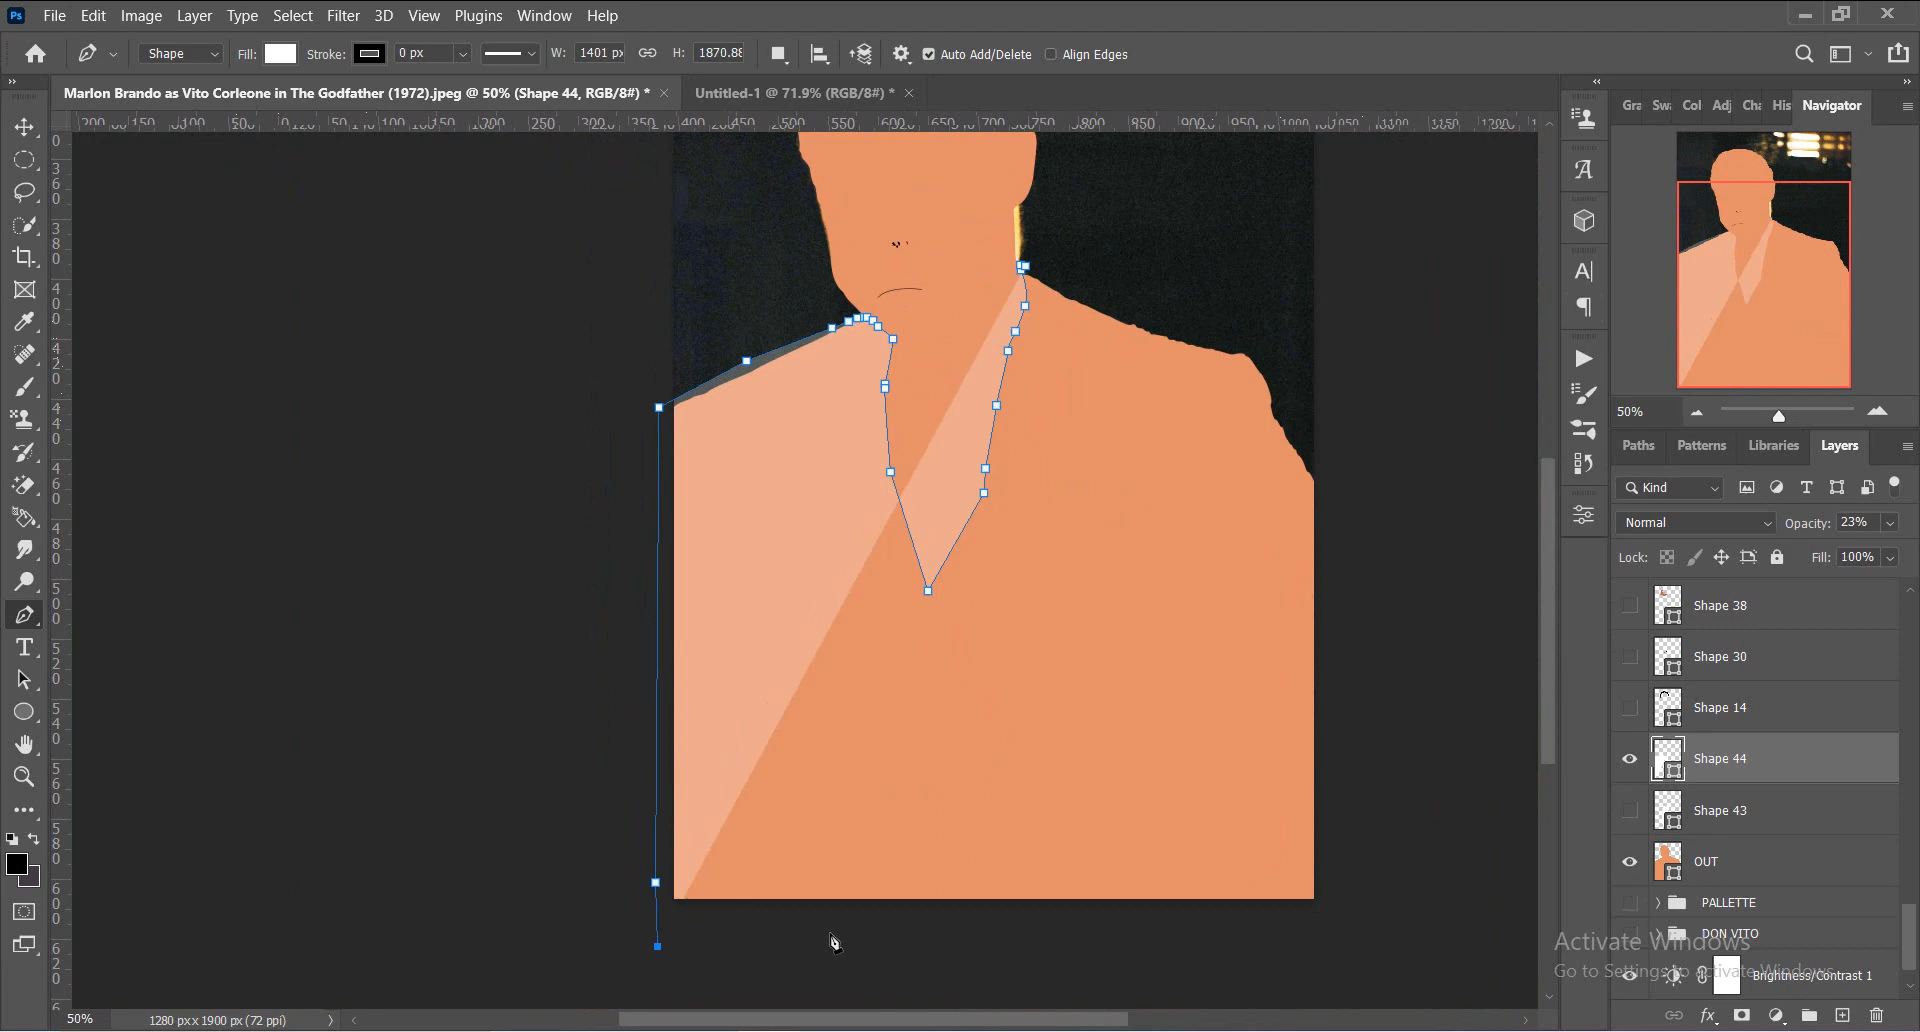 File Edit Image Layer Type Select Filter 3D View Plugins Window Help
Shape Fill: Stroke: 0 px W: 1401 px H: 1870.88 Auto Add/Delete Align Edges
Marlon Brando as Vito Corleone in The Godfather (1972).jpeg @ 50% (Shape 44, RGB/8#) *
Untitled-1 @ 71.9% (RGB/8#) *
Gra Swa Col Adj Cha His Navigator
50%
Paths Patterns Libraries Layers
Kind
Normal Opacity: 23%
Lock: Fill: 100%
Shape 38
Shape 30
Shape 14
Shape 44
Shape 43
OUT
PALLETTE
DON VITO
Brightness/Contrast 1
Activate Windows
Go to Settings to activate Windows.
50% 1280 px x 1900 px (72 ppi)